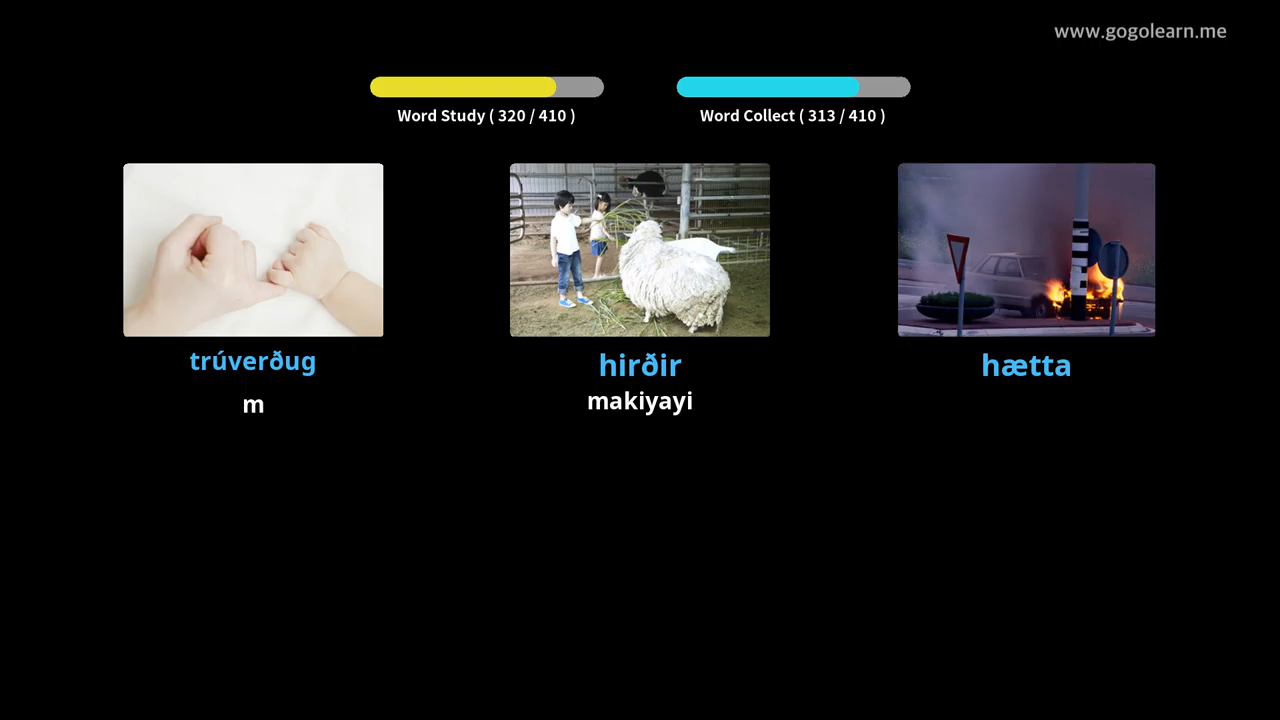 www.gogolearn.me
Word Study ( 320 / 410 )
Word Collect ( 313 / 410 )
trúverðug
m
hirðir
makiyayi
hætta